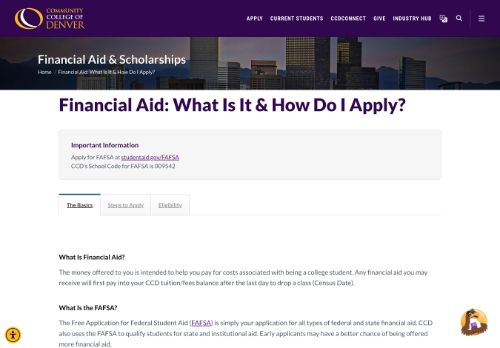 COMMUNITY
COLLEGE OF
DENVER
APPLY CURRENT STUDENTS CCDCONNECT GIVE INDUSTRY HUB
Financial Aid & Scholarships
Home / Financial Aid: What Is It & How Do I Apply?
Financial Aid: What Is It & How Do I Apply?
Important Information
Apply for FAFSA at studentaid.gov/FAFSA
CCD's School Code for FAFSA is 009542
The Basics Steps to Apply Eligibility
What Is Financial Aid?
The money offered to you is intended to help you pay for costs associated with being a college student. Any financial aid you may
receive will first pay into your CCD tuition/fees balance after the last day to drop a class (Census Date).
What Is the FAFSA?
The Free Application for Federal Student Aid (FAFSA) is simply your application for all types of federal and state financial aid. CCD
also uses the FAFSA to qualify students for state and institutional aid. Early applicants may have a better chance of being offered
more financial aid.